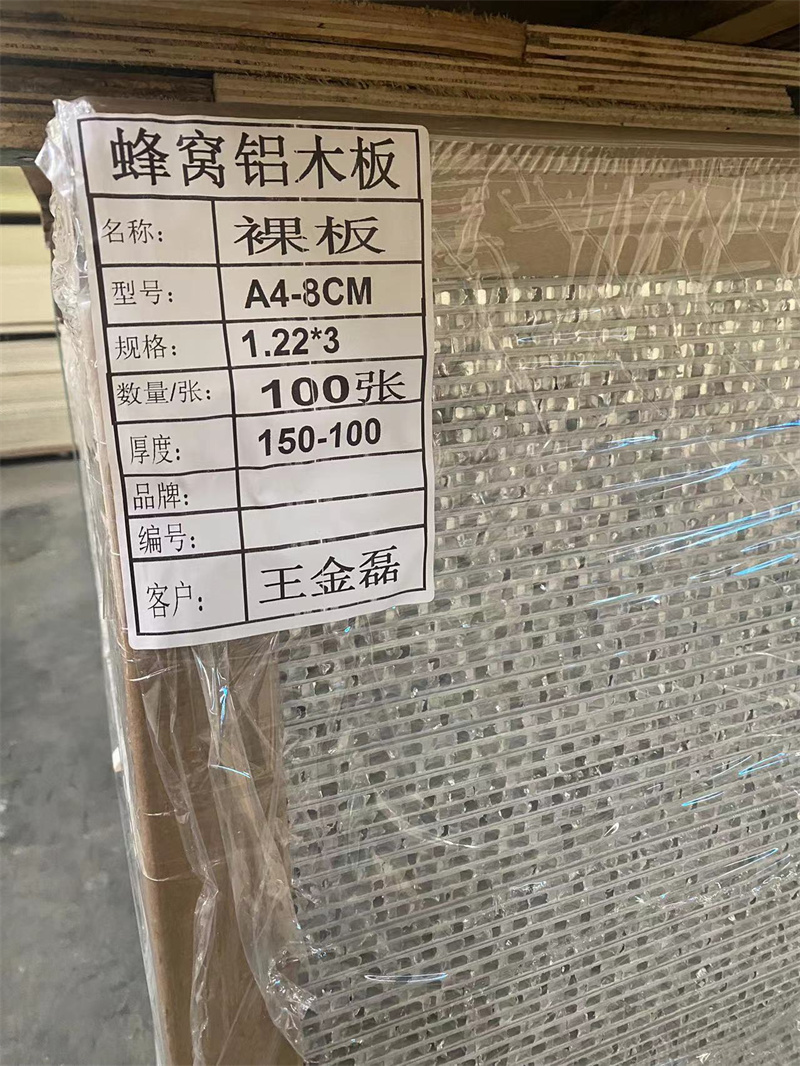 蜂窝铝木板
名称： 裸板
型号： A4-8CM
规格： 1.22*3
数量/张： 100张
厚度： 150-100
品牌：
编号：
客户： 王金磊